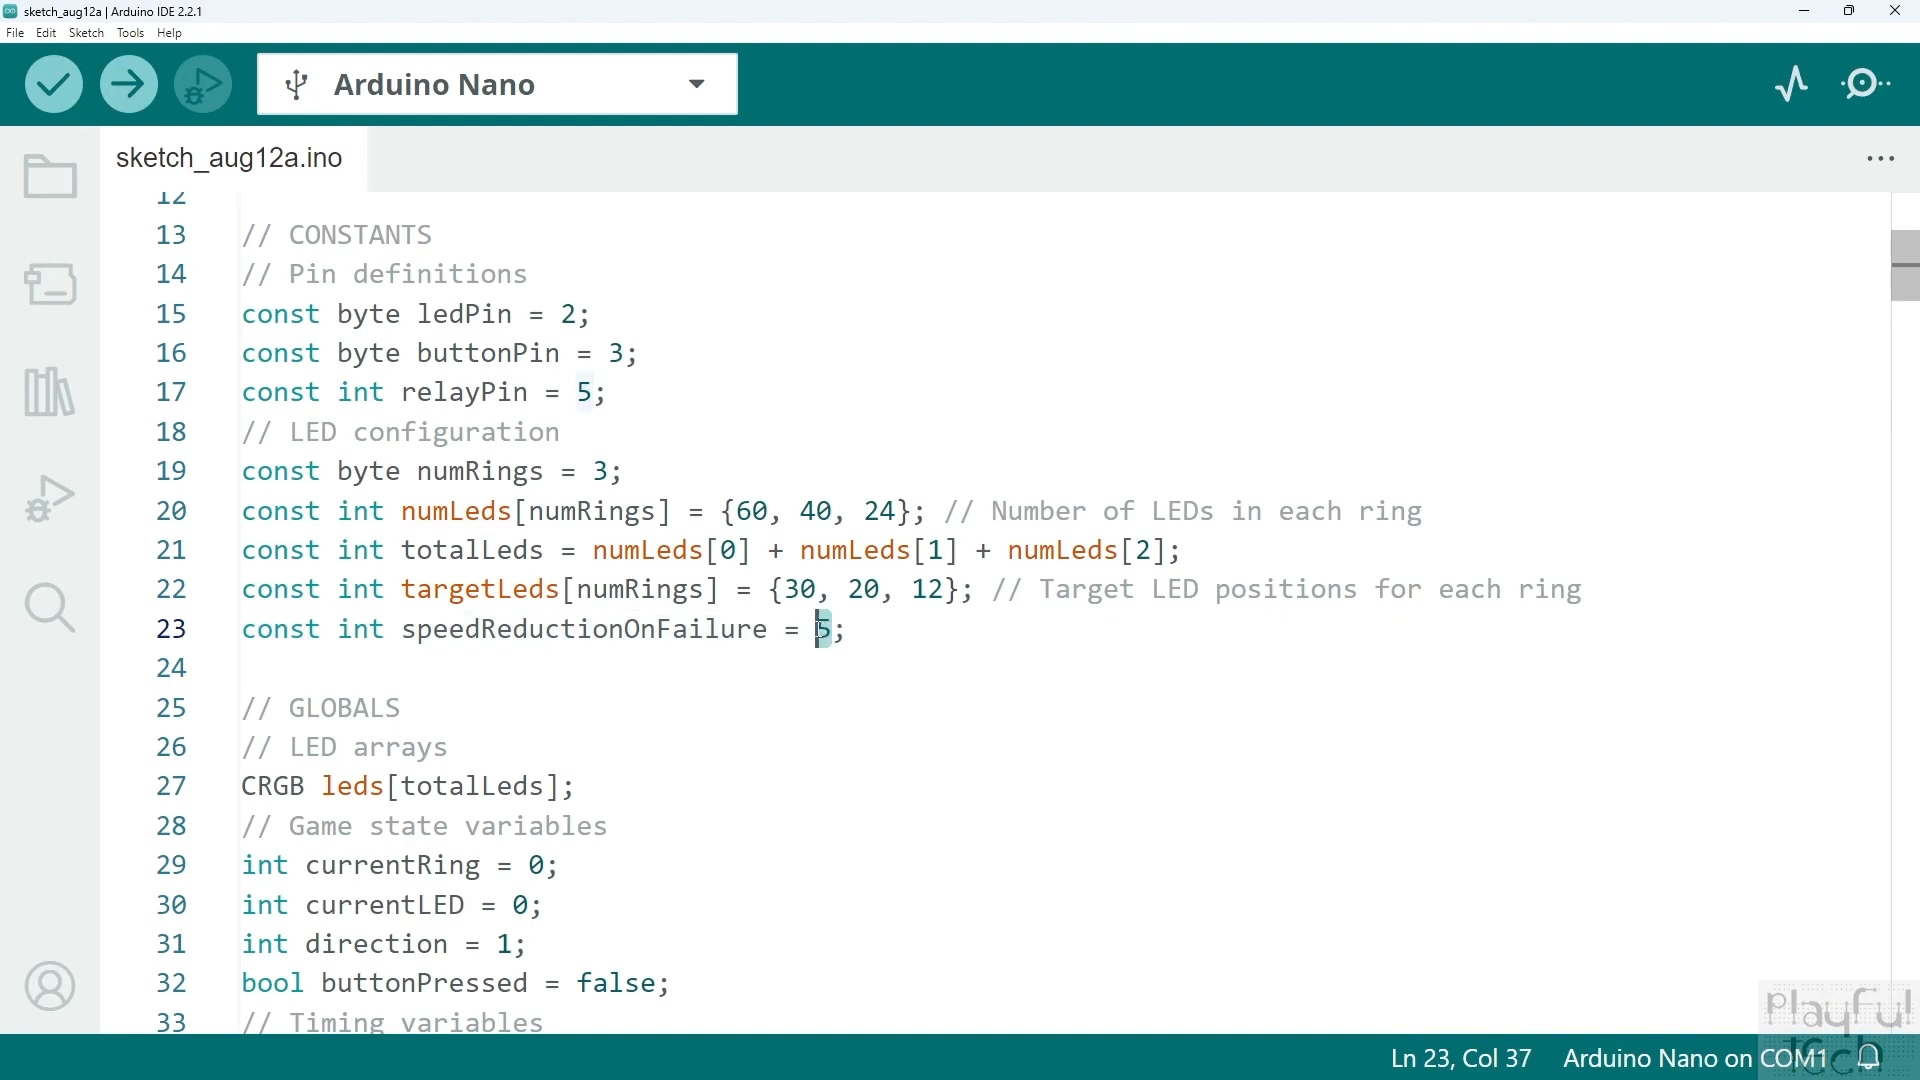 sketch_aug12a | Arduino IDE 2.2.1
File Edit Sketch Tools Help
Arduino Nano
sketch_aug12a.ino
12
13 // CONSTANTS
14 // Pin definitions
15 const byte ledPin = 2;
16 const byte buttonPin = 3;
17 const int relayPin = 5;
18 // LED configuration
19 const byte numRings = 3;
20 const int numLeds[numRings] = {60, 40, 24}; // Number of LEDs in each ring
21 const int totalLeds = numLeds[0] + numLeds[1] + numLeds[2];
22 const int targetLeds[numRings] = {30, 20, 12}; // Target LED positions for each ring
23 const int speedReductionOnFailure = 5;
24
25 // GLOBALS
26 // LED arrays
27 CRGB leds[totalLeds];
28 // Game state variables
29 int currentRing = 0;
30 int currentLED = 0;
31 int direction = 1;
32 bool buttonPressed = false;
33 // Timing variables
playful
tech
Ln 23, Col 37 Arduino Nano on COM1